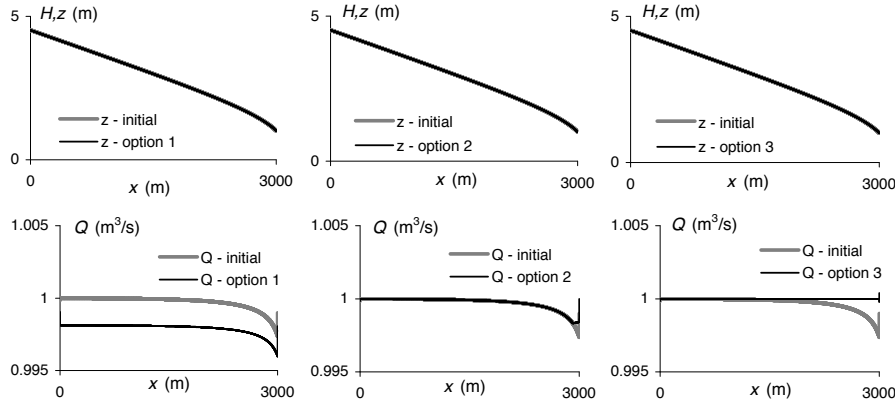 H,z (m)
5
z - initial
z - option 1
0
0
x (m)
3000
H,z (m)
5
z - initial
z - option 2
0
0
x (m)
3000
H,z (m)
5
z - initial
z - option 3
0
0
x (m)
3000
1.005
Q (m³/s)
Q - initial
Q - option 1
1
0.995
0
x (m)
3000
1.005
Q (m³/s)
Q - initial
Q - option 2
1
0.995
0
x (m)
3000
1.005
Q (m³/s)
Q - initial
Q - option 3
1
0.995
0
x (m)
3000